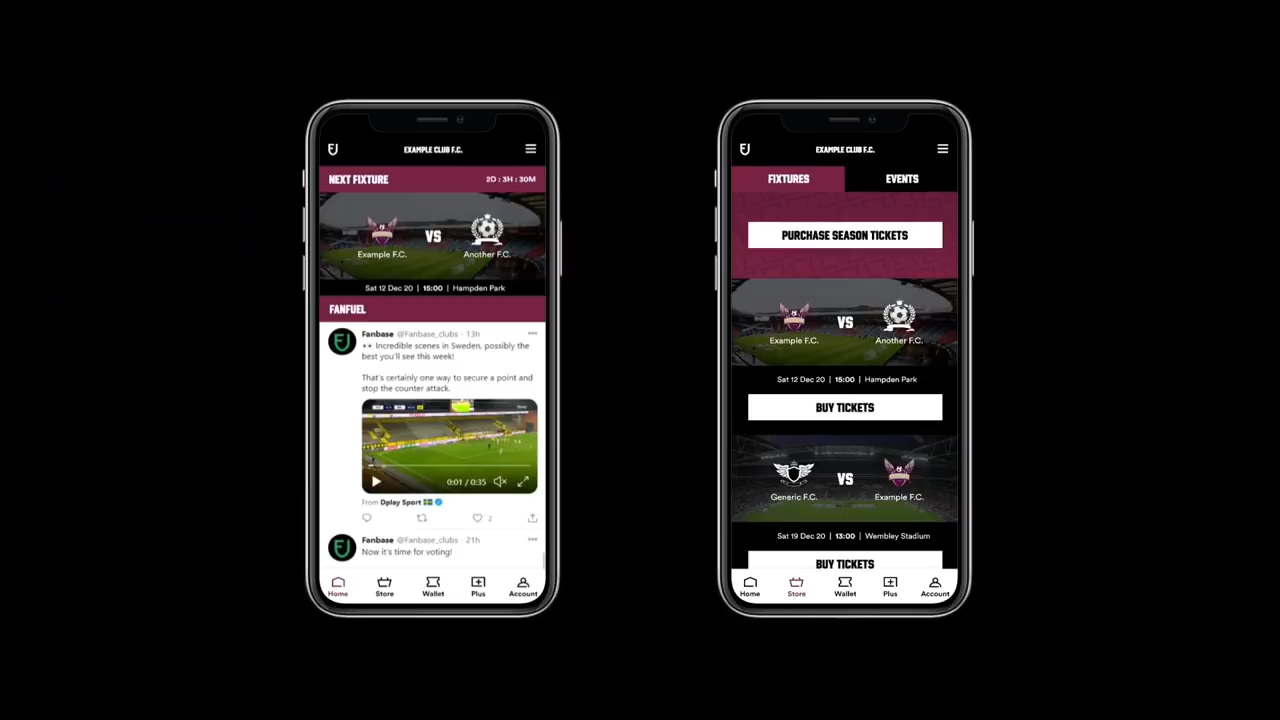 EXAMPLE CLUB F.C.
NEXT FIXTURE
2D : 3H : 30M
VS
Example F.C.
Another F.C.
Sat 12 Dec 20 | 15:00 | Hampden Park
FANFUEL
Fanbase @Fanbase_clubs · 13h
Incredible scenes in Sweden, possibly the
best you'll see this week!
That's certainly one way to secure a point and
stop the counter attack.
0:01 / 0:35
From Dplay Sport
2
Fanbase @Fanbase_clubs · 21h
Now it's time for voting!
Home
Store
Wallet
Plus
Account
EXAMPLE CLUB F.C.
FIXTURES
EVENTS
PURCHASE SEASON TICKETS
VS
Example F.C.
Another F.C.
Sat 12 Dec 20 | 15:00 | Hampden Park
BUY TICKETS
VS
Generic F.C.
Example F.C.
Sat 19 Dec 20 | 13:00 | Wembley Stadium
BUY TICKETS
Home
Store
Wallet
Plus
Account